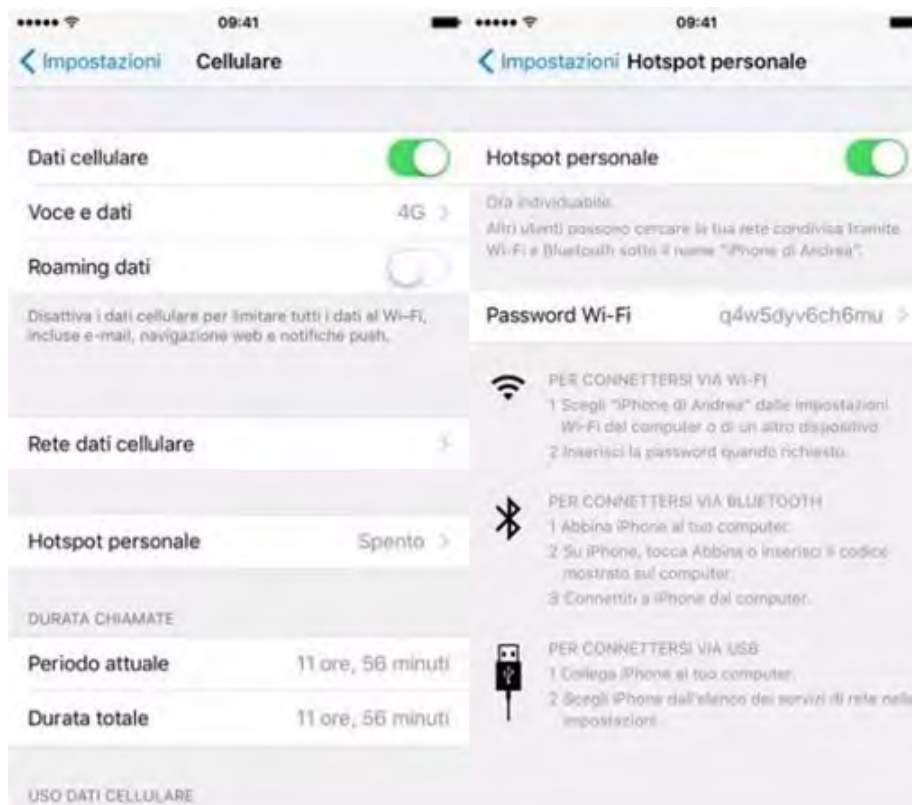 09:41
Impostazioni Cellulare
Dati cellulare
Voce e dati 4G
Roaming dati
Disattiva i dati cellulare per limitare tutti i dati al Wi-Fi,
incluse e-mail, navigazione web e notifiche push.
Rete dati cellulare
Hotspot personale Spento
DURATA CHIAMATE
Periodo attuale 11 ore, 56 minuti
Durata totale 11 ore, 56 minuti
USO DATI CELLULARE
09:41
Impostazioni Hotspot personale
Hotspot personale
Ora individuabile.
Altri utenti possono cercare la tua rete condivisa tramite
Wi-Fi e Bluetooth sotto il nome "iPhone di Andrea".
Password Wi-Fi q4w5dyv6ch6mu
PER CONNETTERSI VIA WI-FI
1 Scegli "iPhone di Andrea" dalle impostazioni
Wi-Fi del computer o di un altro dispositivo
2 Inserisci la password quando richiesto.
PER CONNETTERSI VIA BLUETOOTH
1 Abbina iPhone al tuo computer.
2 Su iPhone, tocca Abbina o inserisci il codice
mostrato sul computer.
3 Connettiti a iPhone dal computer.
PER CONNETTERSI VIA USB
1 Collega iPhone al tuo computer.
2 Scegli iPhone dall'elenco dei servizi di rete nelle
impostazioni.